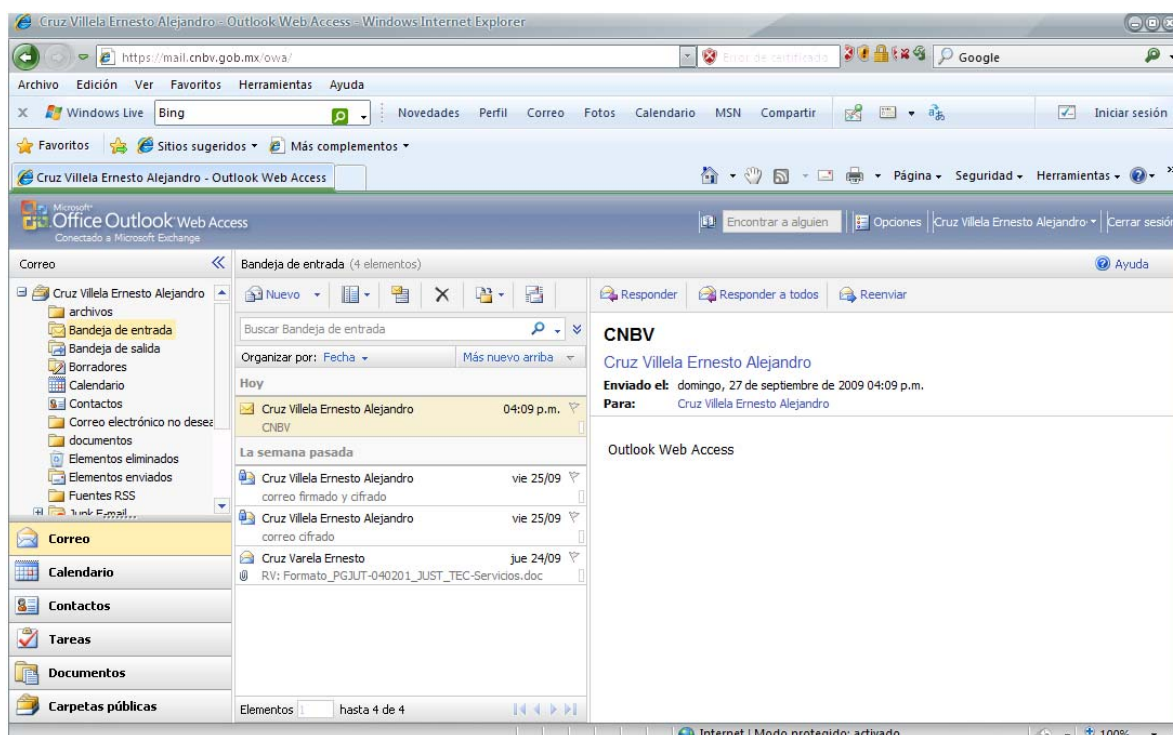 Cruz Villela Ernesto Alejandro - Outlook Web Access - Windows Internet Explorer
https://mail.cnbv.gob.mx/owa/
Error de certificado
Google
Archivo Edición Ver Favoritos Herramientas Ayuda
X Windows Live Bing Novedades Perfil Correo Fotos Calendario MSN Compartir Iniciar sesión
Favoritos Sitios sugeridos Más complementos
Cruz Villela Ernesto Alejandro - Outlook Web Access Página Seguridad Herramientas
Microsoft
Office Outlook Web Access
Conectado a Microsoft Exchange
Encontrar a alguien Opciones Cruz Villela Ernesto Alejandro Cerrar sesión
Correo
Cruz Villela Ernesto Alejandro
archivos
Bandeja de entrada
Bandeja de salida
Borradores
Calendario
Contactos
Correo electrónico no desea
documentos
Elementos eliminados
Elementos enviados
Fuentes RSS
Junk E-mail
Correo
Calendario
Contactos
Tareas
Documentos
Carpetas públicas
Bandeja de entrada (4 elementos)
Nuevo
Buscar Bandeja de entrada
Organizar por: Fecha Más nuevo arriba
Hoy
Cruz Villela Ernesto Alejandro 04:09 p.m.
CNBV
La semana pasada
Cruz Villela Ernesto Alejandro vie 25/09
correo firmado y cifrado
Cruz Villela Ernesto Alejandro vie 25/09
correo cifrado
Cruz Varela Ernesto jue 24/09
RV: Formato_PGJUT-040201_JUST_TEC-Servicios.doc
Elementos 1 hasta 4 de 4
Ayuda
Responder Responder a todos Reenviar
CNBV
Cruz Villela Ernesto Alejandro
Enviado el: domingo, 27 de septiembre de 2009 04:09 p.m.
Para: Cruz Villela Ernesto Alejandro
Outlook Web Access
Internet | Modo protegido: activado 100%